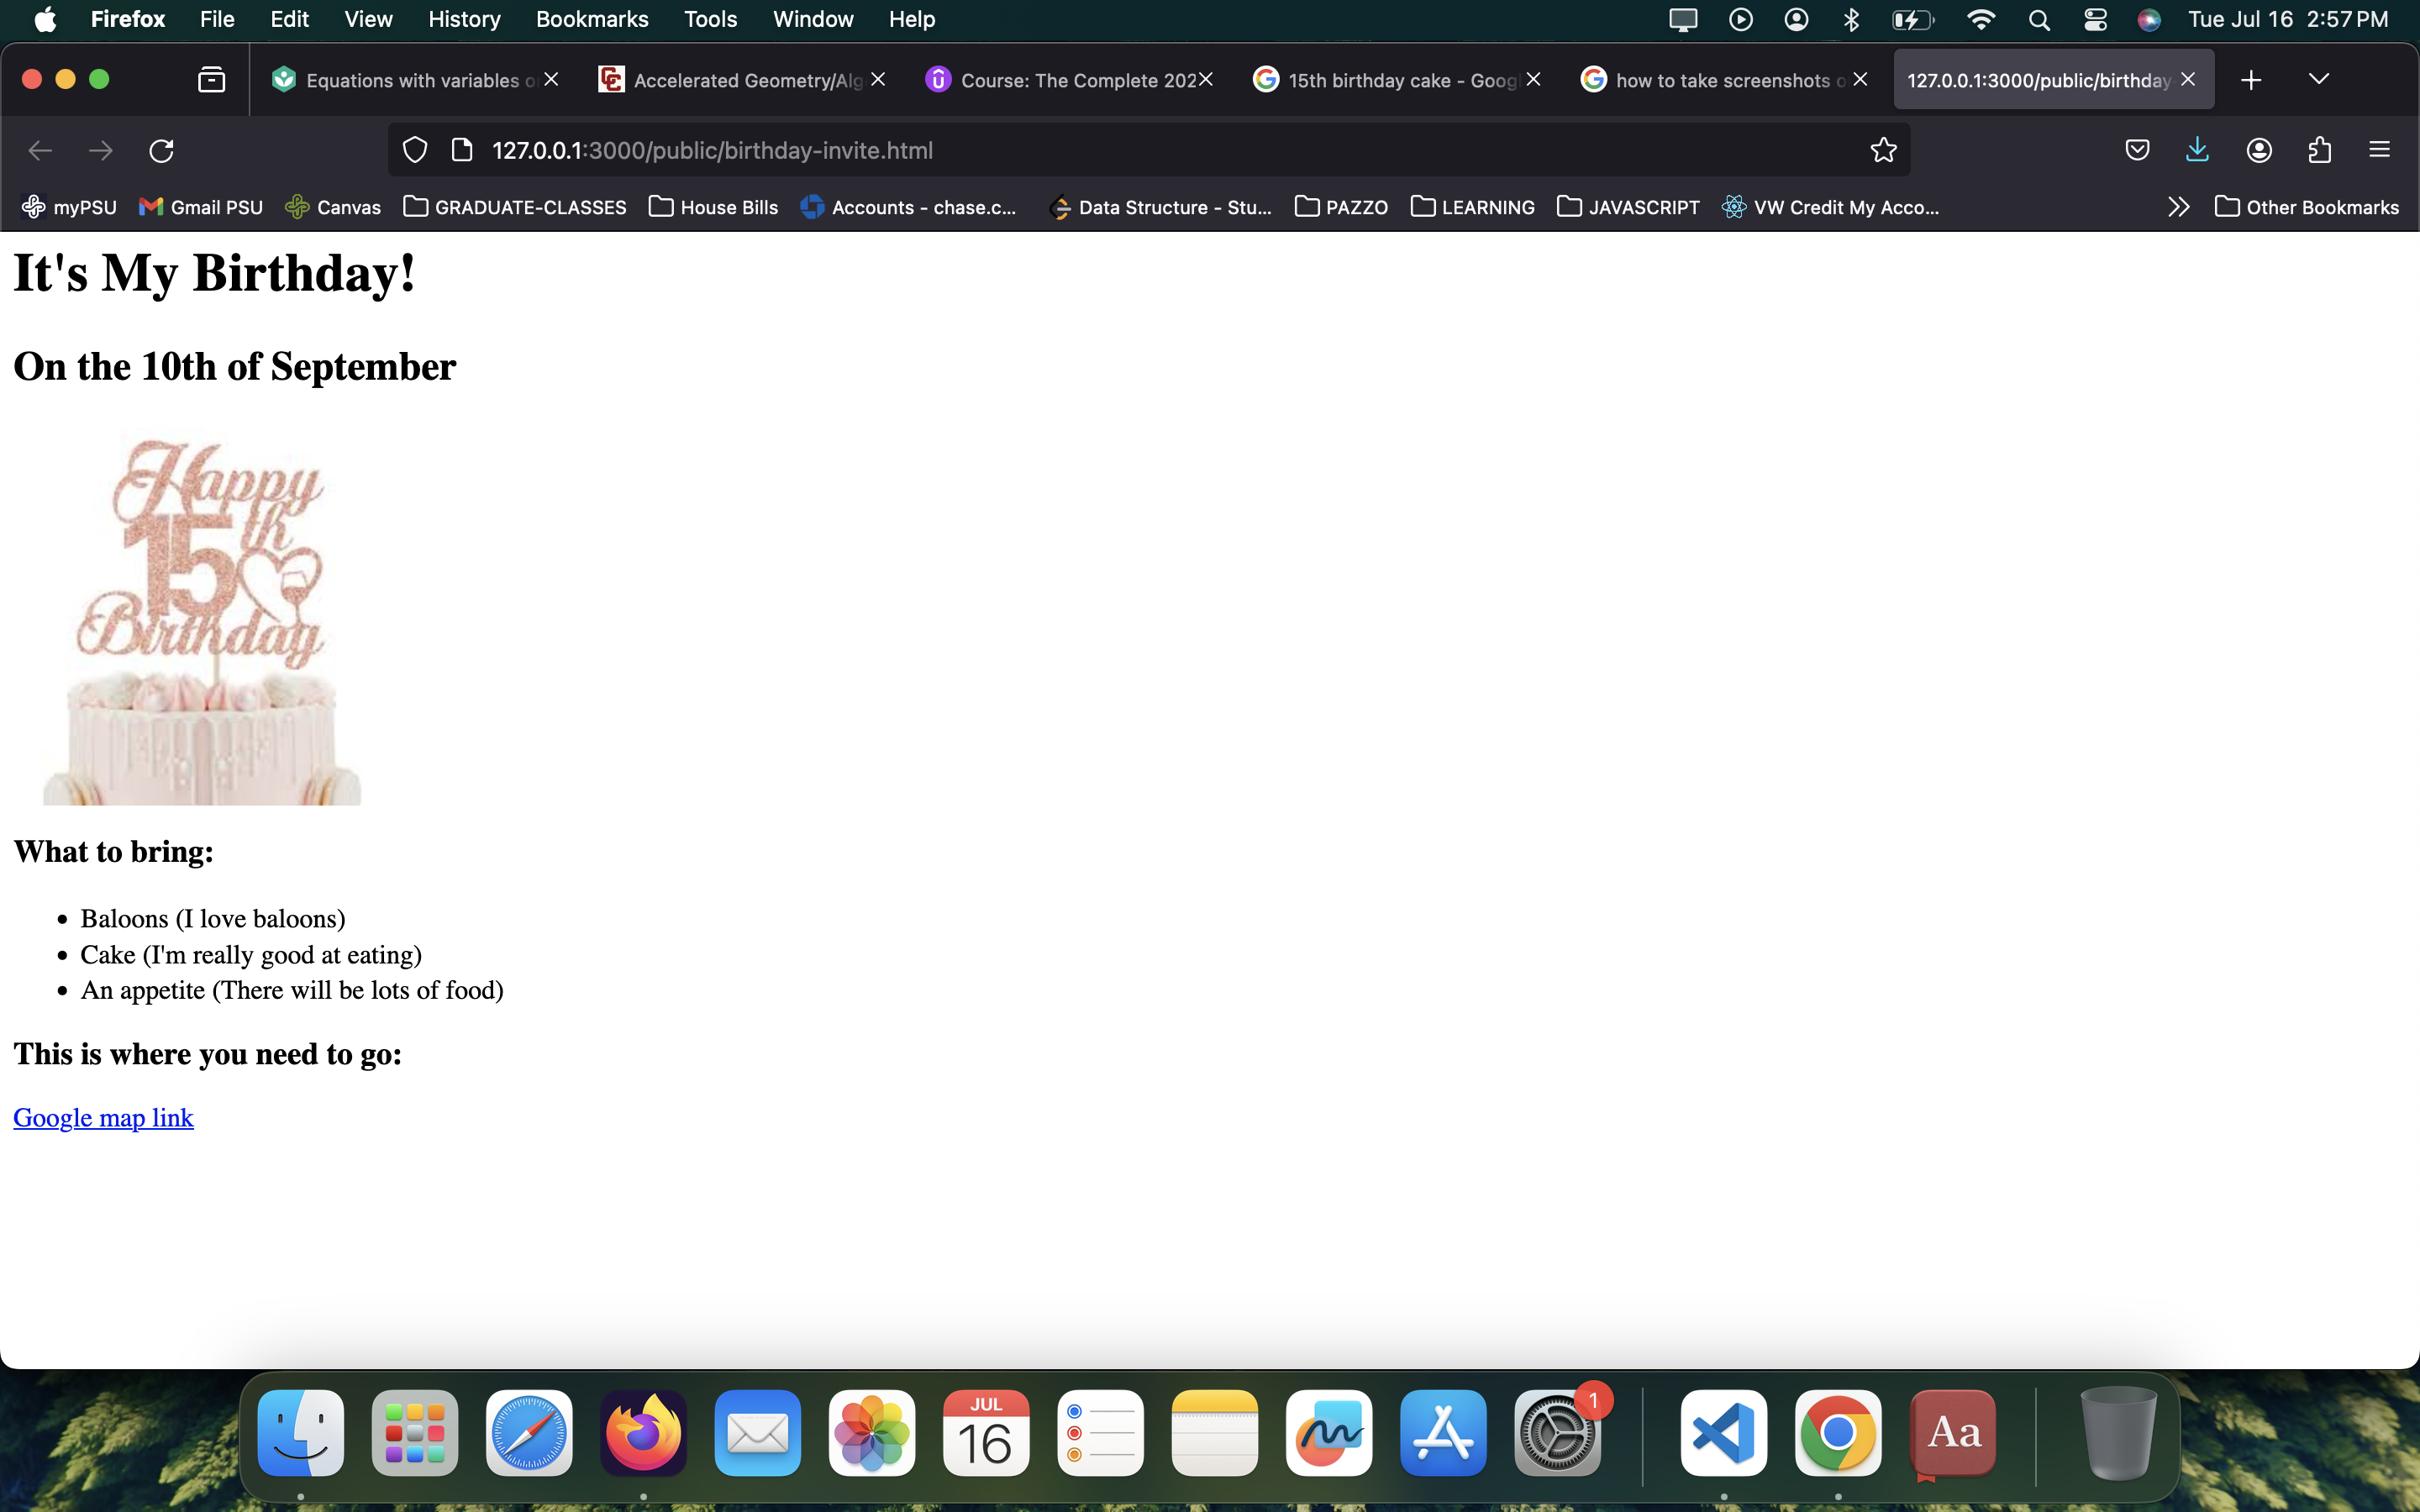 Firefox File Edit View History Bookmarks Tools Window Help Tue Jul 16 2:57 PM
Equations with variables o Accelerated Geometry/Alg Course: The Complete 202 15th birthday cake - Goog how to take screenshots o 127.0.0.1:3000/public/birthday
127.0.0.1:3000/public/birthday-invite.html
myPSU Gmail PSU Canvas GRADUATE-CLASSES House Bills Accounts - chase.c... Data Structure - Stu... PAZZO LEARNING JAVASCRIPT VW Credit My Acco... Other Bookmarks
It's My Birthday!
On the 10th of September
Happy
15th
Birthday
What to bring:
• Baloons (I love baloons)
• Cake (I'm really good at eating)
• An appetite (There will be lots of food)
This is where you need to go:
Google map link
JUL
16
1
Aa